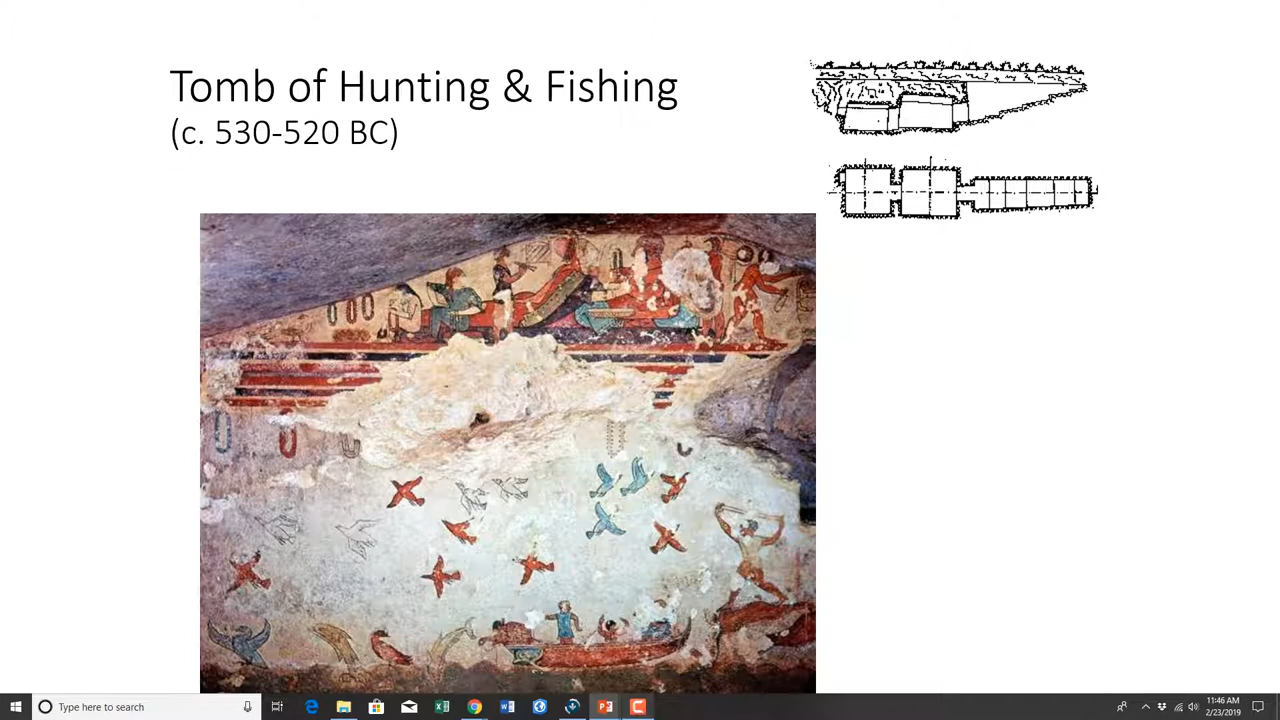 Tomb of Hunting & Fishing
(c. 530-520 BC)
Type here to search
11:46 AM
2/23/2019